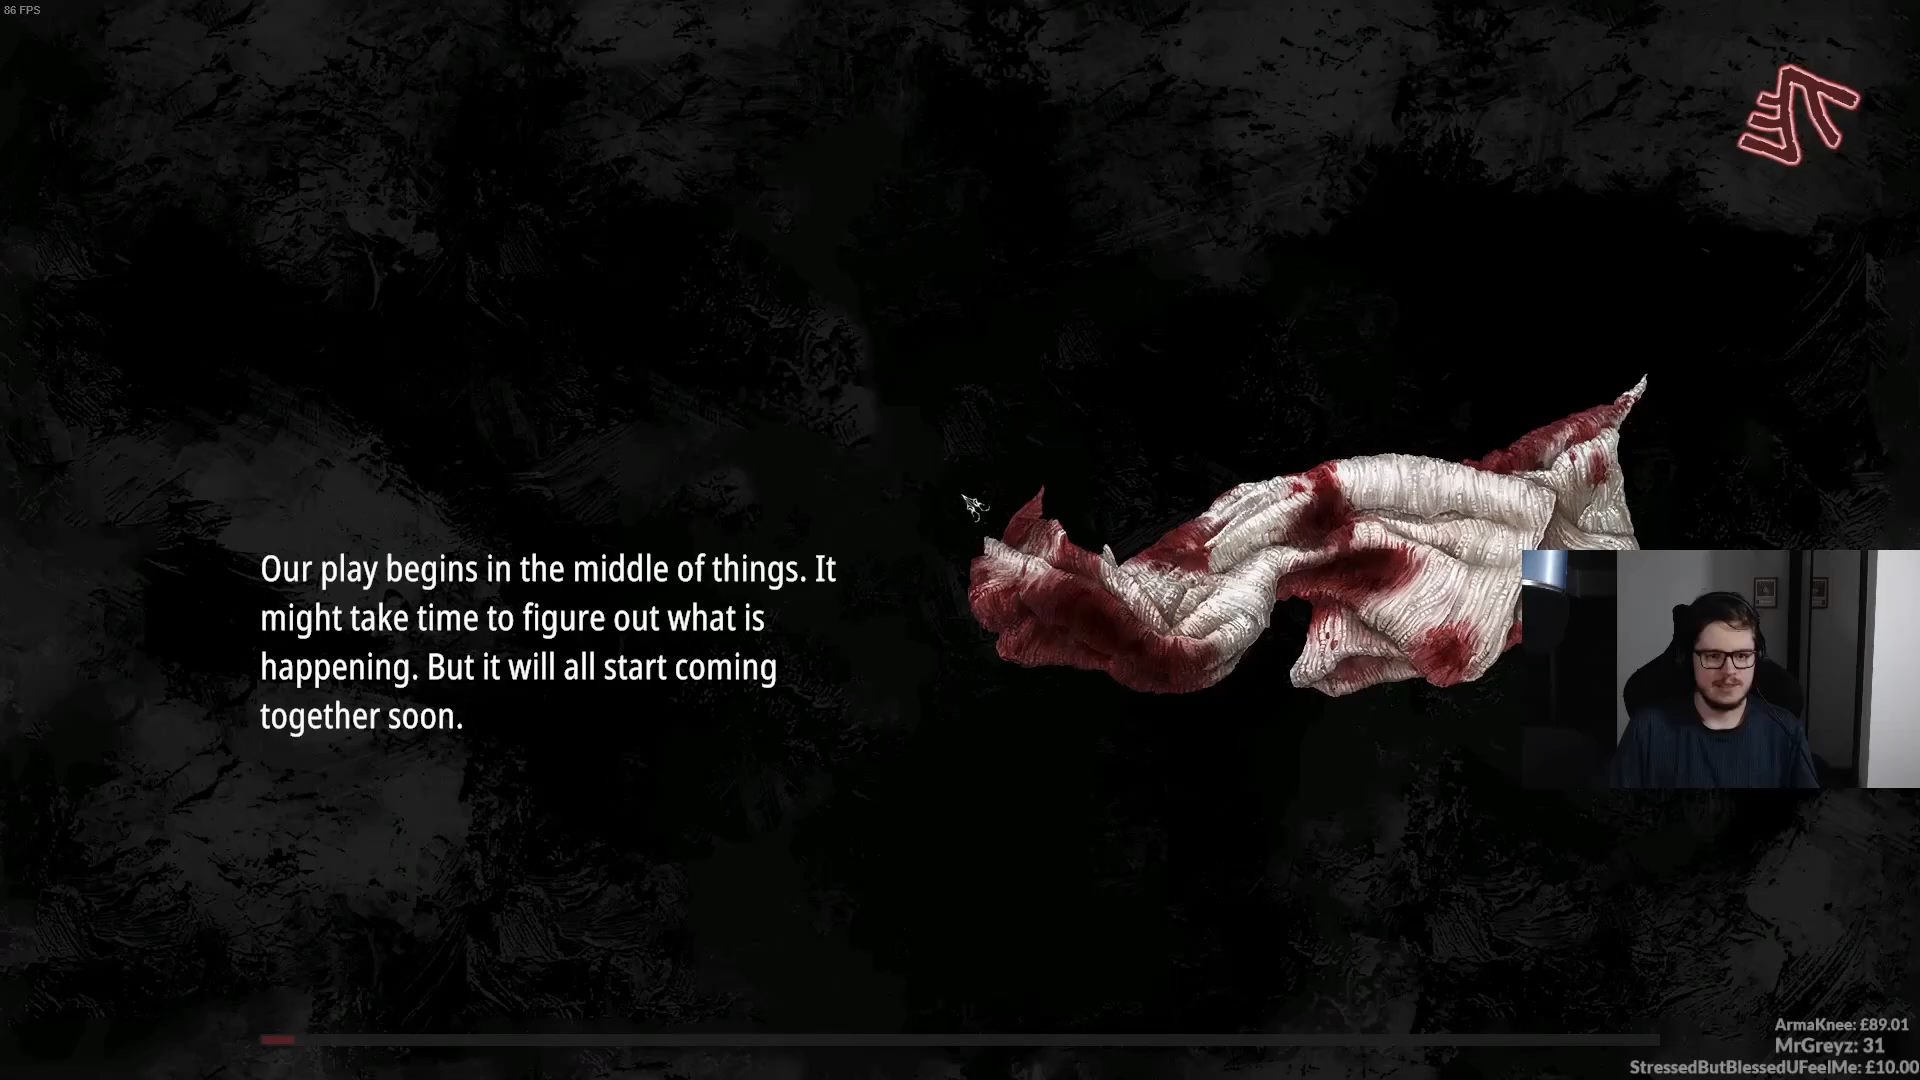 86 FPS
Our play begins in the middle of things. It
might take time to figure out what is
happening. But it will all start coming
together soon.
ArmaKnee: £89.01
MrGreyz: 31
StressedButBlessedUFeelMe: £10.00